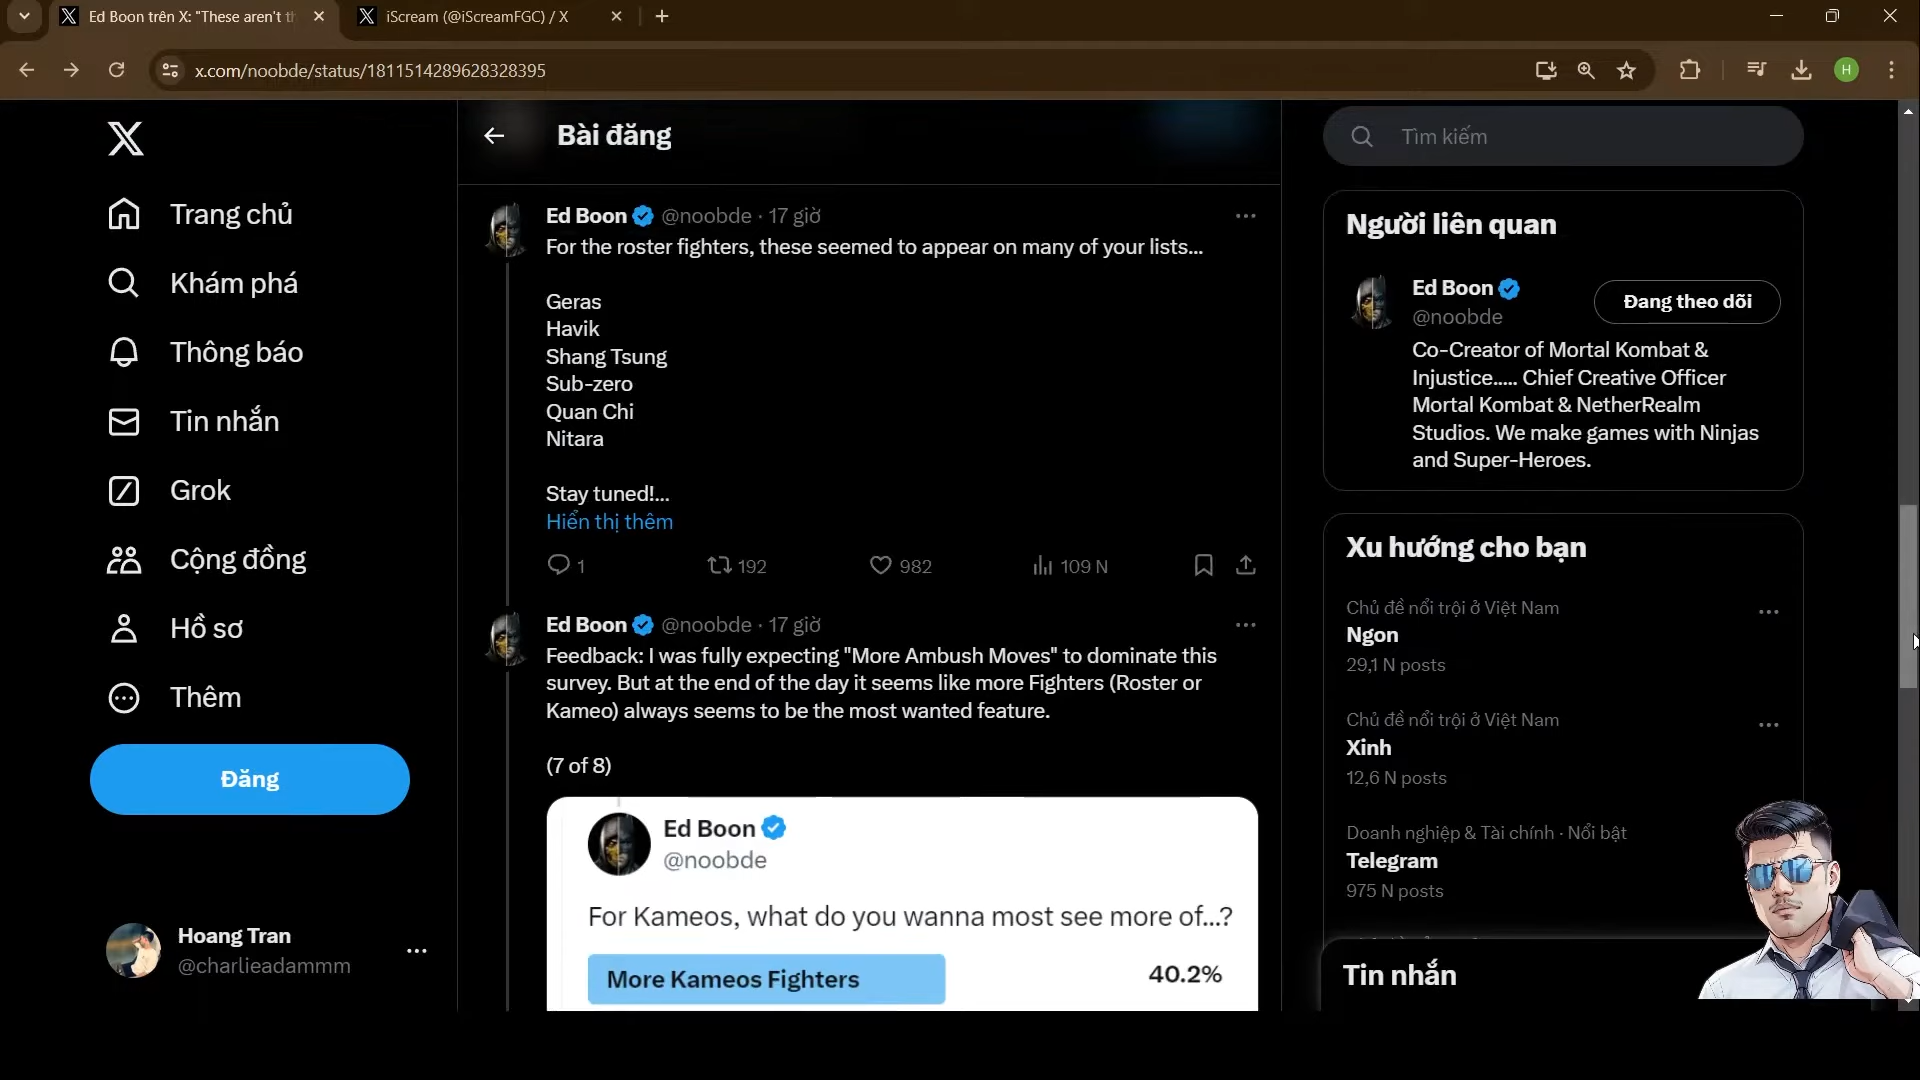 Ed Boon trên X: "These aren't th
iScream (@iScreamFGC) / X
x.com/noobde/status/1811514289628328395
H
Trang chủ
Khám phá
Thông báo
Tin nhắn
Grok
Cộng đồng
Hồ sơ
Thêm
Đăng
Hoang Tran
@charlieadammm
Bài đăng
Ed Boon @noobde · 17 giờ
For the roster fighters, these seemed to appear on many of your lists...
Geras
Havik
Shang Tsung
Sub-zero
Quan Chi
Nitara
Stay tuned!...
Hiển thị thêm
1 192 982 109 N
Ed Boon @noobde · 17 giờ
Feedback: I was fully expecting "More Ambush Moves" to dominate this
survey. But at the end of the day it seems like more Fighters (Roster or
Kameo) always seems to be the most wanted feature.
(7 of 8)
Ed Boon
@noobde
For Kameos, what do you wanna most see more of...?
More Kameos Fighters 40.2%
Tìm kiếm
Người liên quan
Ed Boon
@noobde
Đang theo dõi
Co-Creator of Mortal Kombat &
Injustice..... Chief Creative Officer
Mortal Kombat & NetherRealm
Studios. We make games with Ninjas
and Super-Heroes.
Xu hướng cho bạn
Chủ đề nổi trội ở Việt Nam
Ngon
29,1 N posts
Chủ đề nổi trội ở Việt Nam
Xinh
12,6 N posts
Doanh nghiệp & Tài chính · Nổi bật
Telegram
975 N posts
Tin nhắn